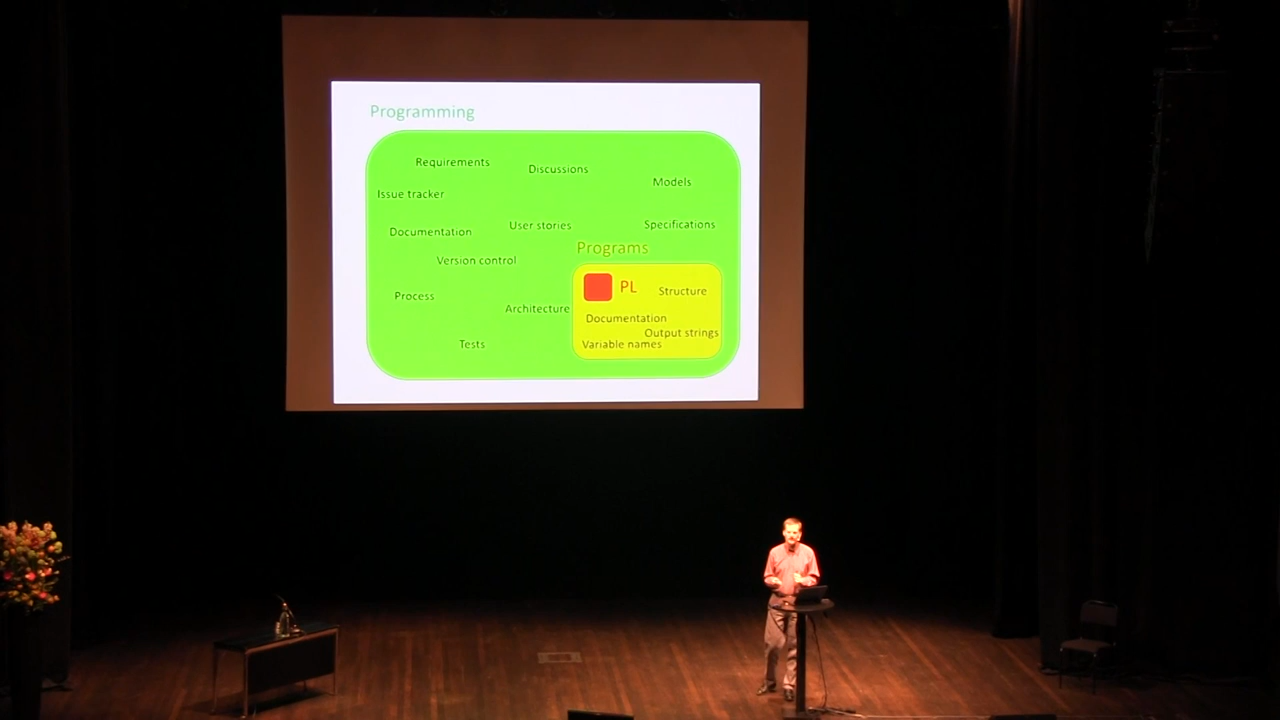 Programming
Requirements
Discussions
Models
Issue tracker
Documentation
User stories
Specifications
Programs
Version control
PL
Structure
Process
Architecture
Documentation
Output strings
Variable names
Tests